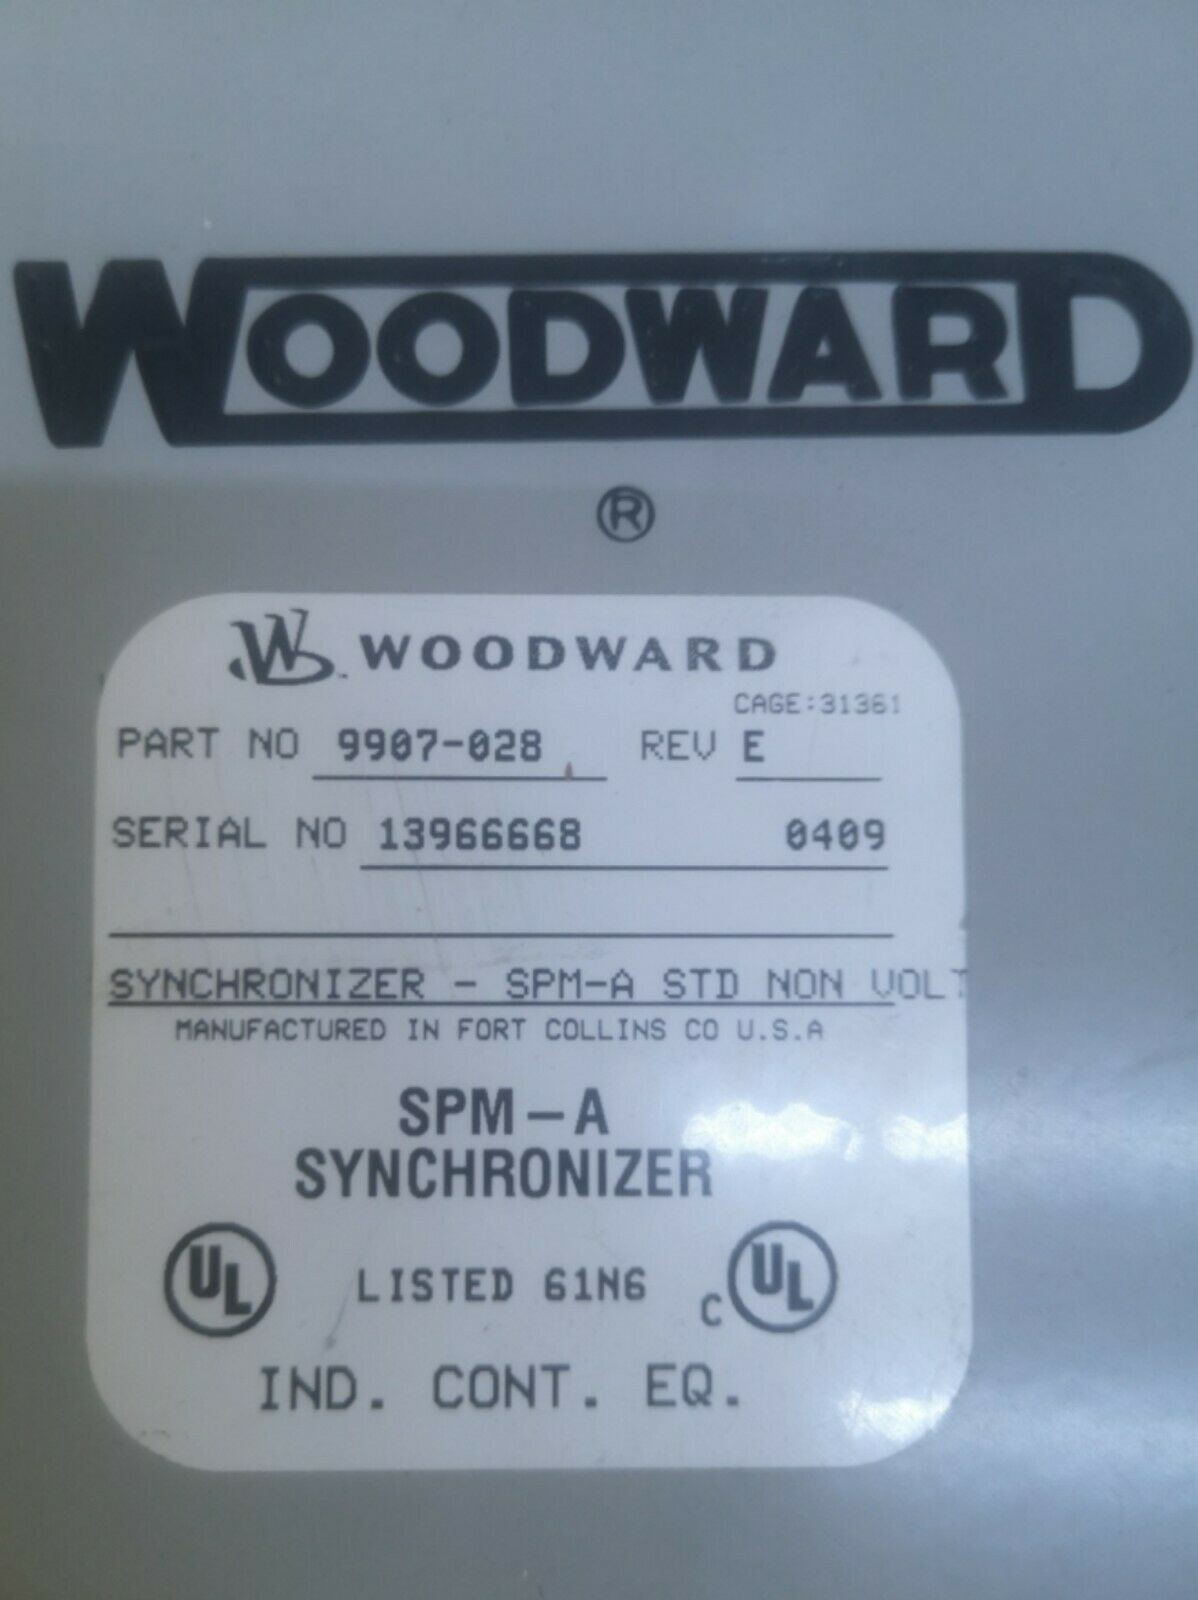 WOODWARD
®
WOODWARD
CAGE:31361
PART NO 9907-028 REV E
SERIAL NO 13966668 0409
SYNCHRONIZER - SPM-A STD NON VOLT
MANUFACTURED IN FORT COLLINS CO U.S.A
SPM-A
SYNCHRONIZER
UL LISTED 61N6 C UL
IND. CONT. EQ.